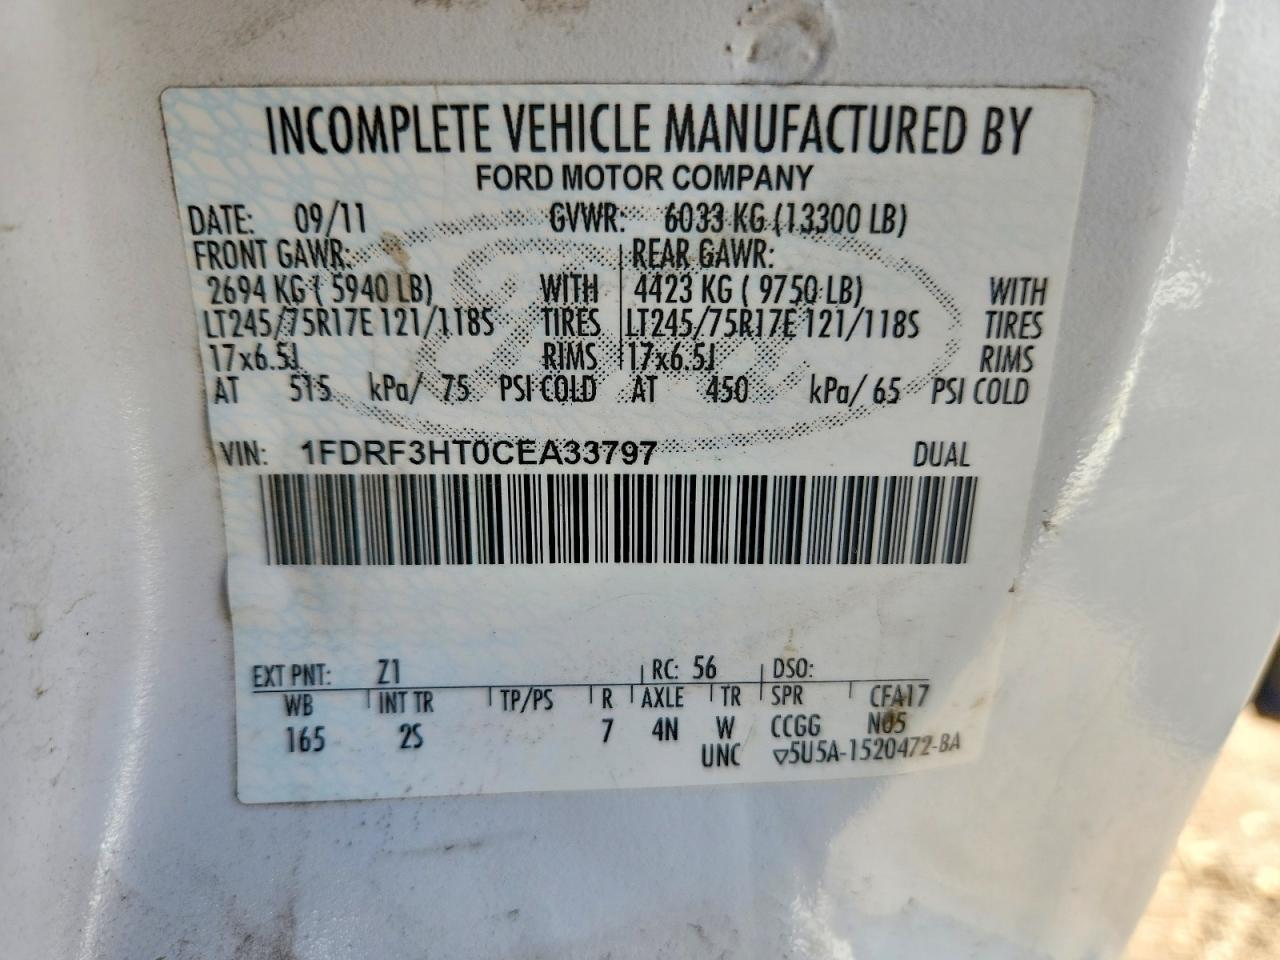 INCOMPLETE VEHICLE MANUFACTURED BY
FORD MOTOR COMPANY
DATE: 09/11 GVWR: 6033 KG (13300 LB)
FRONT GAWR: REAR GAWR:
2694 KG ( 5940 LB) WITH 4423 KG ( 9750 LB) WITH
LT245/75R17E 121/118S TIRES LT245/75R17E 121/118S TIRES
17x6.5J RIMS 17x6.5J RIMS
AT 515 kPa/ 75 PSI COLD AT 450 kPa/ 65 PSI COLD
VIN: 1FDRF3HT0CEA33797 DUAL
EXT PNT: Z1 RC: 56 DSO:
WB INT TR TP/PS R AXLE TR SPR CFA17
165 2S 7 4N W CCGG N05
UNC ▽5U5A-1520472-BA